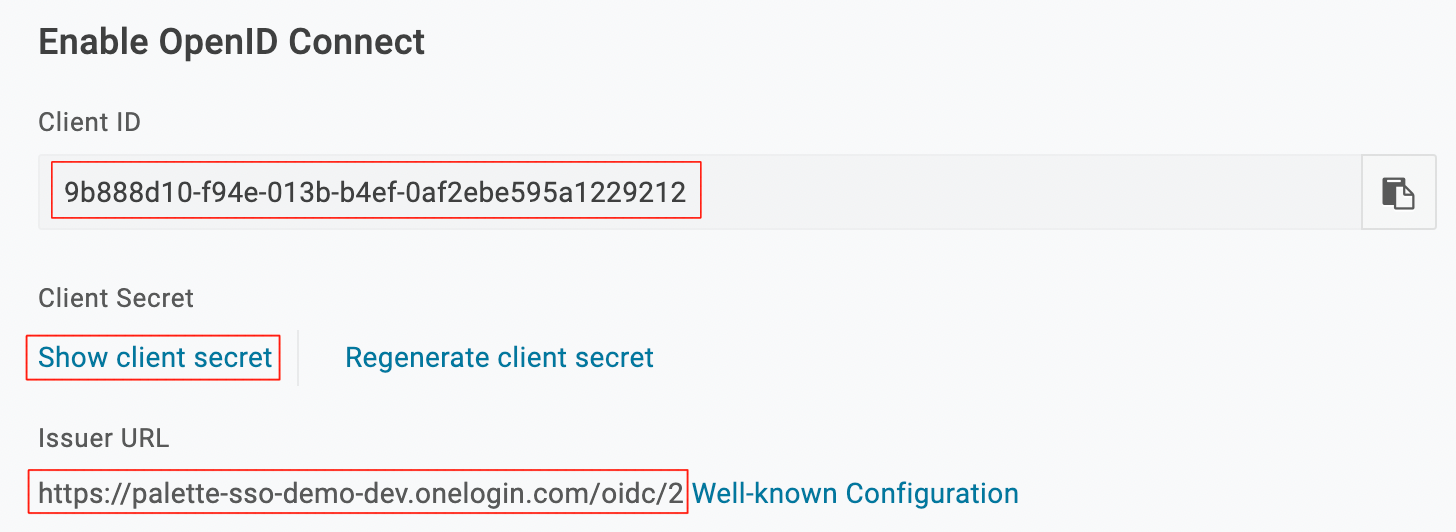 Enable OpenID Connect
Client ID
9b888d10-f94e-013b-b4ef-0af2ebe595a1229212
Client Secret
Show client secret Regenerate client secret
Issuer URL
https://palette-sso-demo-dev.onelogin.com/oidc/2 Well-known Configuration